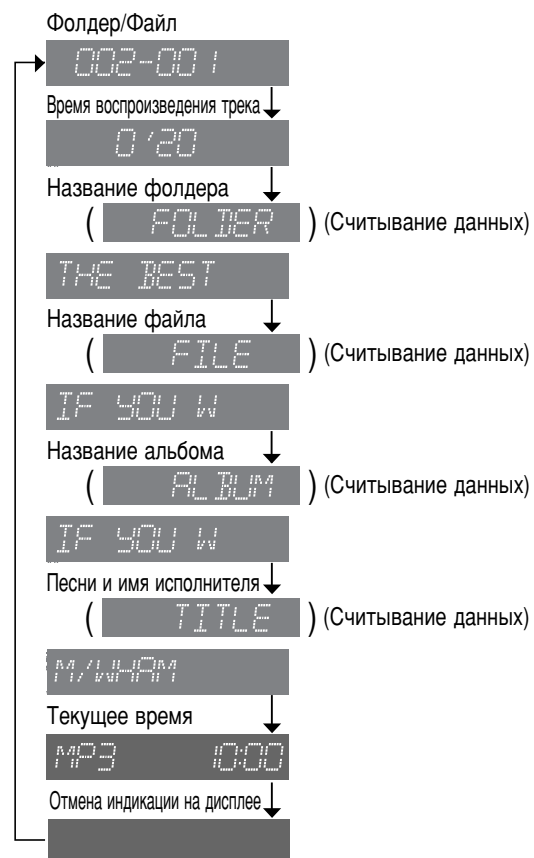 Фолдер/Файл
002-001
Время воспроизведения трека
0'20
Название фолдера
( FOLDER ) (Считывание данных)
THE BEST
Название файла
( FILE ) (Считывание данных)
IF YOU W
Название альбома
( ALBUM ) (Считывание данных)
IF YOU W
Песни и имя исполнителя
( TITLE ) (Считывание данных)
M/WHAM
Текущее время
MP3 10:00
Отмена индикации на дисплее